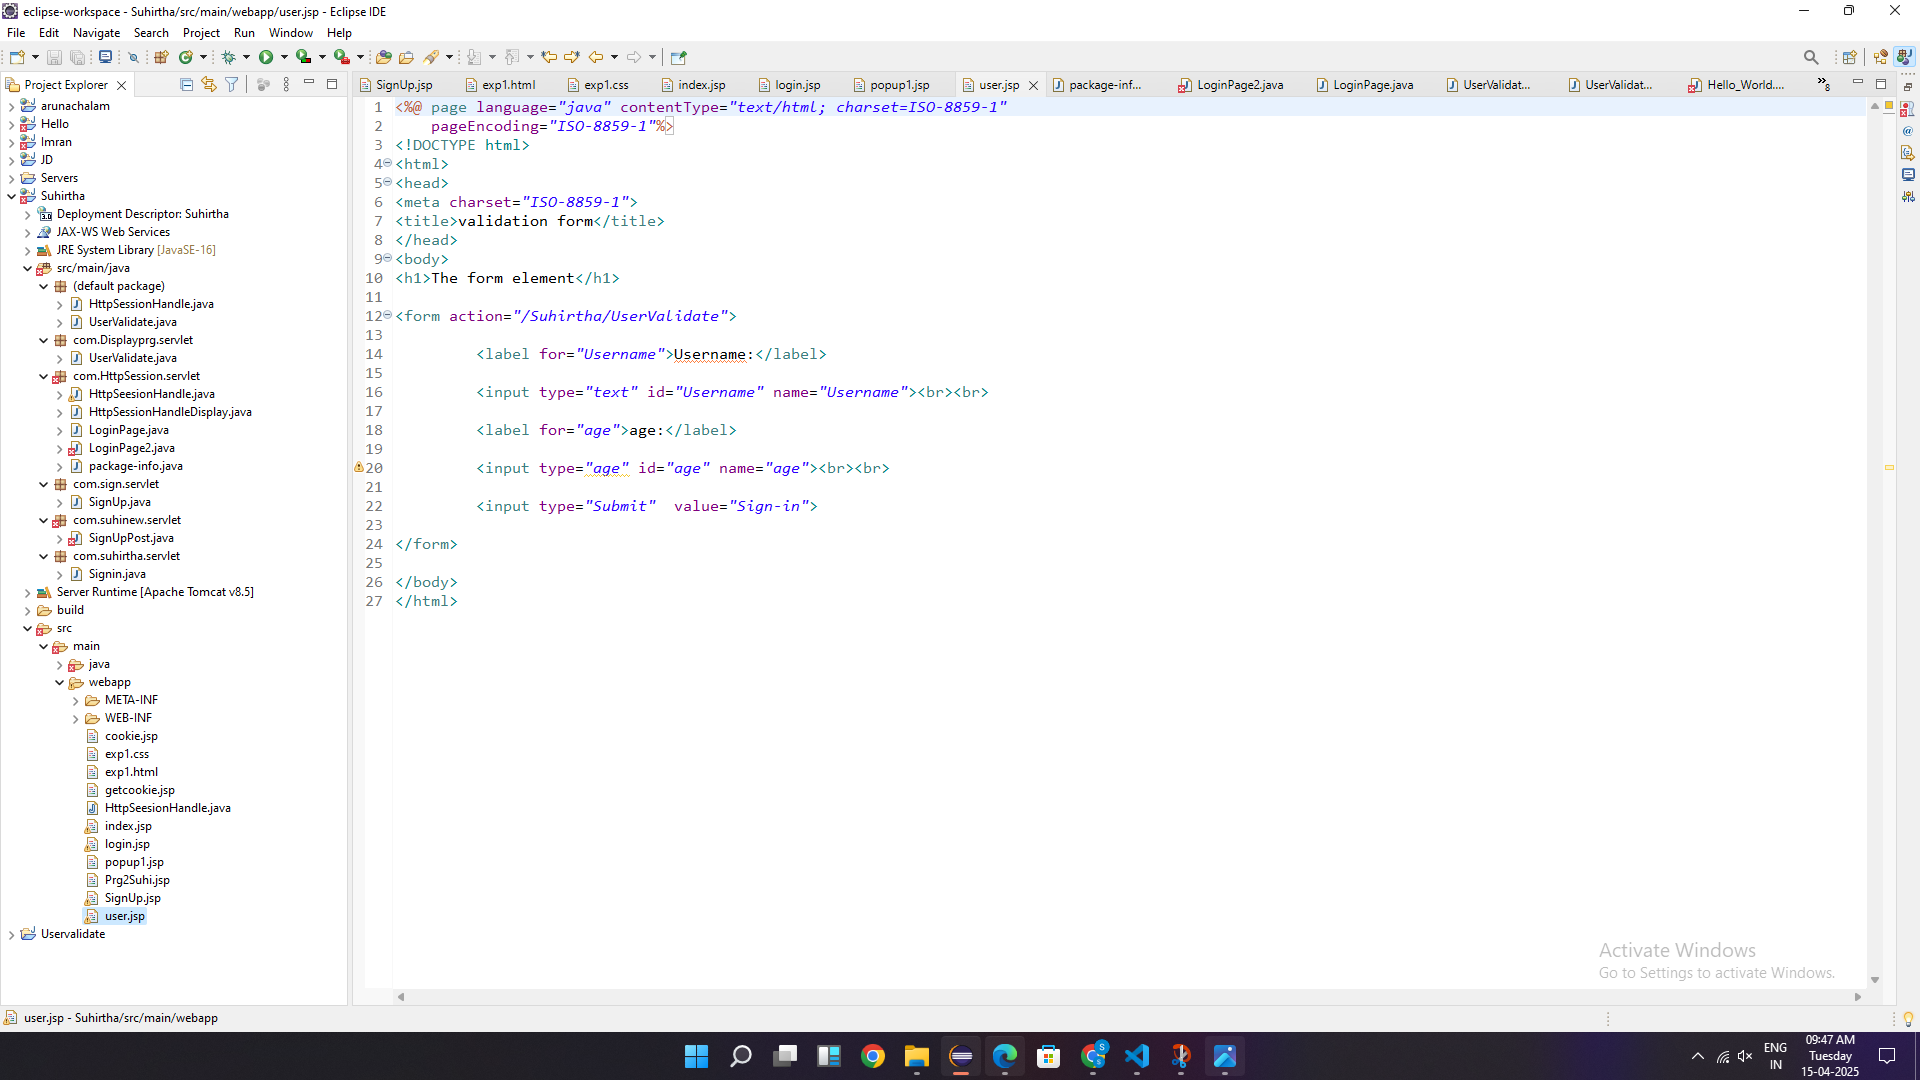 eclipse-workspace - Suhirtha/src/main/webapp/user.jsp - Eclipse IDE
File Edit Navigate Search Project Run Window Help
Project Explorer
SignUp.jsp exp1.html exp1.css index.jsp login.jsp popup1.jsp user.jsp package-inf... LoginPage2.java LoginPage.java UserValidat... UserValidat... Hello_World.... »8
arunachalam
Hello
Imran
JD
Servers
Suhirtha
Deployment Descriptor: Suhirtha
JAX-WS Web Services
JRE System Library [JavaSE-16]
src/main/java
(default package)
HttpSessionHandle.java
UserValidate.java
com.Displayprg.servlet
UserValidate.java
com.HttpSession.servlet
HttpSeesionHandle.java
HttpSessionHandleDisplay.java
LoginPage.java
LoginPage2.java
package-info.java
com.sign.servlet
SignUp.java
com.suhinew.servlet
SignUpPost.java
com.suhirtha.servlet
Signin.java
Server Runtime [Apache Tomcat v8.5]
build
src
main
java
webapp
META-INF
WEB-INF
cookie.jsp
exp1.css
exp1.html
getcookie.jsp
HttpSeesionHandle.java
index.jsp
login.jsp
popup1.jsp
Prg2Suhi.jsp
SignUp.jsp
user.jsp
Uservalidate
1 <%@ page language="java" contentType="text/html; charset=ISO-8859-1"
2 pageEncoding="ISO-8859-1"%>
3 <!DOCTYPE html>
4 <html>
5 <head>
6 <meta charset="ISO-8859-1">
7 <title>validation form</title>
8 </head>
9 <body>
10 <h1>The form element</h1>
11
12 <form action="/Suhirtha/UserValidate">
13
14 <label for="Username">Username:</label>
15
16 <input type="text" id="Username" name="Username"><br><br>
17
18 <label for="age">age:</label>
19
20 <input type="age" id="age" name="age"><br><br>
21
22 <input type="Submit"  value="Sign-in">
23
24 </form>
25
26 </body>
27 </html>
Activate Windows
Go to Settings to activate Windows.
user.jsp - Suhirtha/src/main/webapp
ENG
IN
09:47 AM
Tuesday
15-04-2025